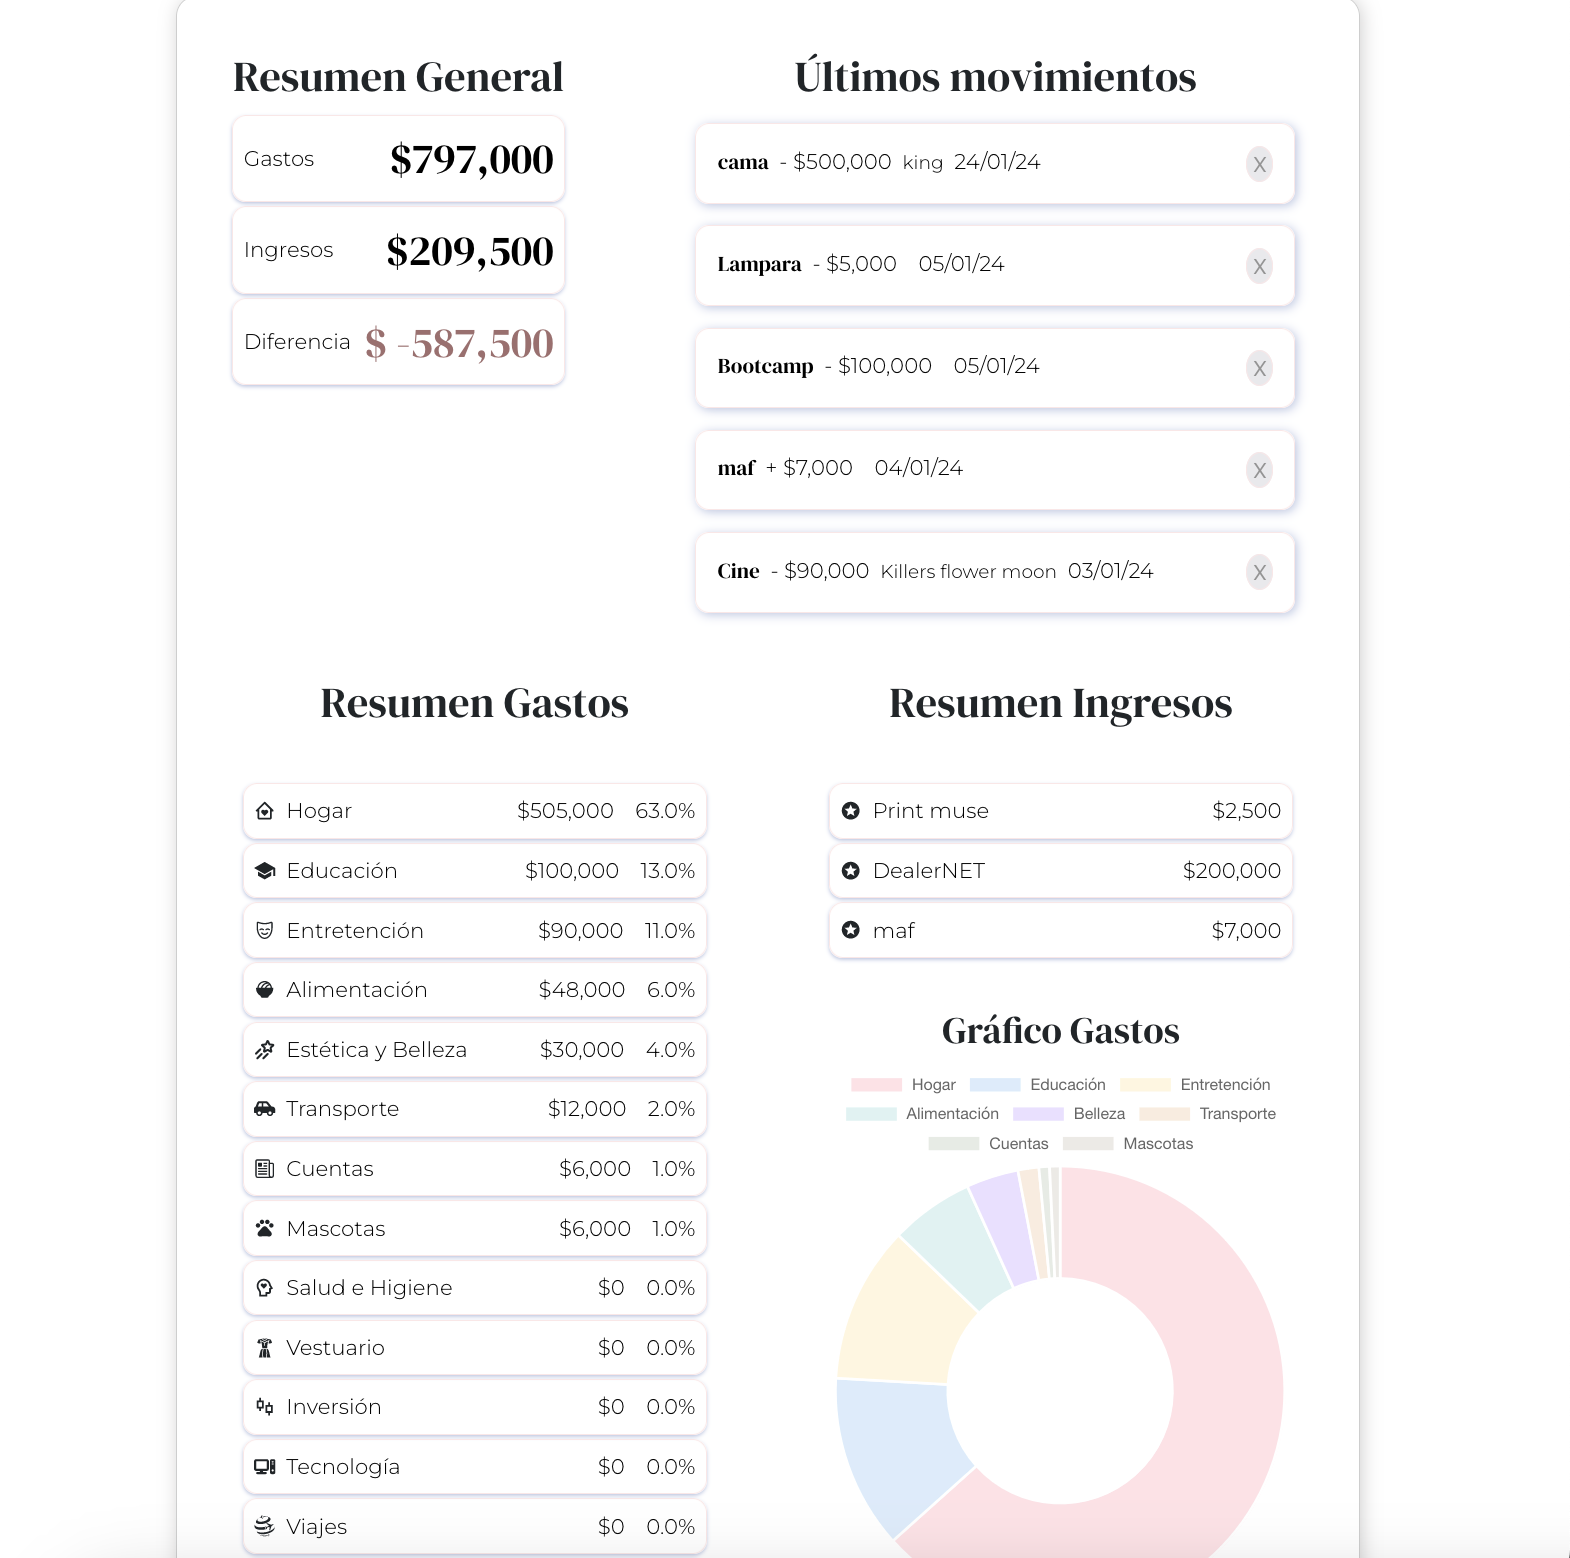 Resumen General
Gastos $797,000
Ingresos $209,500
Diferencia $ -587,500
Últimos movimientos
cama - $500,000 king 24/01/24 X
Lampara - $5,000 05/01/24 X
Bootcamp - $100,000 05/01/24 X
maf + $7,000 04/01/24 X
Cine - $90,000 Killers flower moon 03/01/24 X
Resumen Gastos
Hogar $505,000 63.0%
Educación $100,000 13.0%
Entretención $90,000 11.0%
Alimentación $48,000 6.0%
Estética y Belleza $30,000 4.0%
Transporte $12,000 2.0%
Cuentas $6,000 1.0%
Mascotas $6,000 1.0%
Salud e Higiene $0 0.0%
Vestuario $0 0.0%
Inversión $0 0.0%
Tecnología $0 0.0%
Viajes $0 0.0%
Resumen Ingresos
Print muse $2,500
DealerNET $200,000
maf $7,000
Gráfico Gastos
Hogar Educación Entretención
Alimentación Belleza Transporte
Cuentas Mascotas